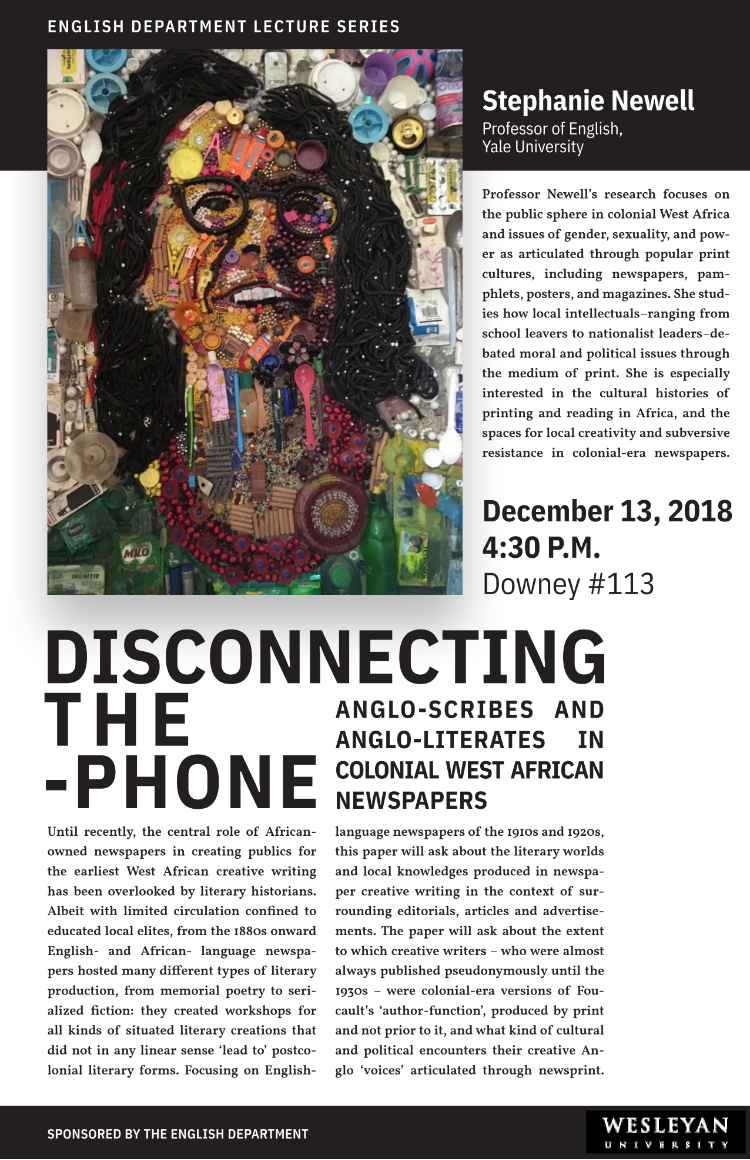 ENGLISH DEPARTMENT LECTURE SERIES
Stephanie Newell
Professor of English,
Yale University
Professor Newell's research focuses on
the public sphere in colonial West Africa
and issues of gender, sexuality, and pow-
er as articulated through popular print
cultures, including newspapers, pam-
phlets, posters, and magazines. She stud-
ies how local intellectuals–ranging from
school leavers to nationalist leaders–de-
bated moral and political issues through
the medium of print. She is especially
interested in the cultural histories of
printing and reading in Africa, and the
spaces for local creativity and subversive
resistance in colonial-era newspapers.
MILO
December 13, 2018
4:30 P.M.
Downey #113
DISCONNECTING
THE
-PHONE
ANGLO-SCRIBES AND
ANGLO-LITERATES IN
COLONIAL WEST AFRICAN
NEWSPAPERS
Until recently, the central role of African-
owned newspapers in creating publics for
the earliest West African creative writing
has been overlooked by literary historians.
Albeit with limited circulation confined to
educated local elites, from the 1880s onward
English- and African- language newspa-
pers hosted many different types of literary
production, from memorial poetry to seri-
alized fiction: they created workshops for
all kinds of situated literary creations that
did not in any linear sense ‘lead to’ postco-
lonial literary forms. Focusing on English-
language newspapers of the 1910s and 1920s,
this paper will ask about the literary worlds
and local knowledges produced in newspa-
per creative writing in the context of sur-
rounding editorials, articles and advertise-
ments. The paper will ask about the extent
to which creative writers – who were almost
always published pseudonymously until the
1930s – were colonial-era versions of Fou-
cault’s ‘author-function’, produced by print
and not prior to it, and what kind of cultural
and political encounters their creative An-
glo ‘voices’ articulated through newsprint.
SPONSORED BY THE ENGLISH DEPARTMENT
WESLEYAN
UNIVERSITY